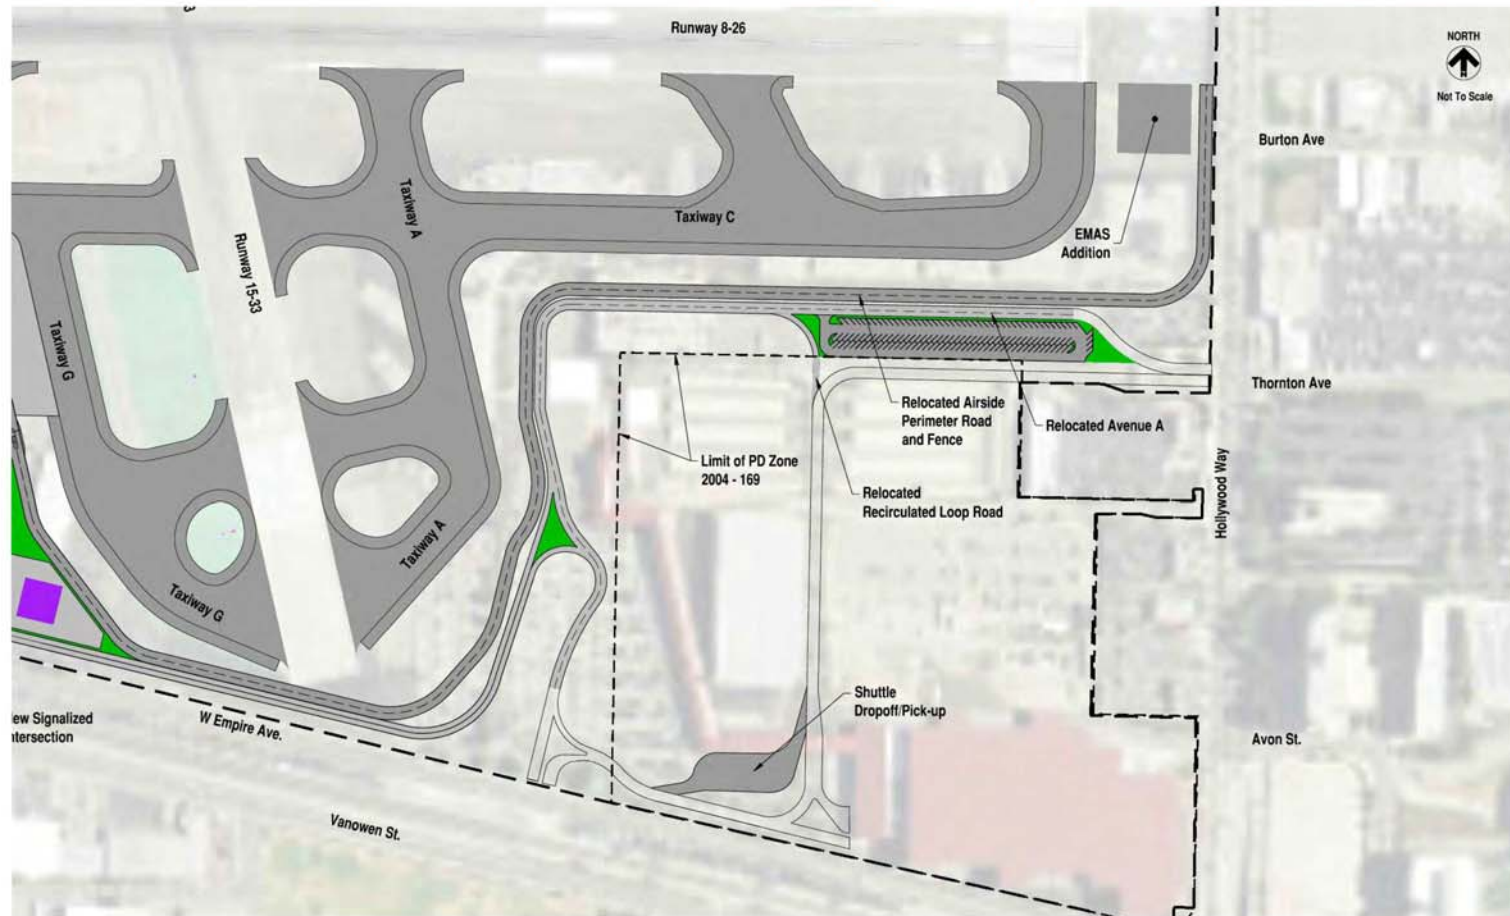 Runway 8-26
NORTH
Not To Scale
Burton Ave
Taxiway A
Taxiway C
EMAS
Addition
Runway 15-33
Taxiway G
Thornton Ave
Relocated Airside
Perimeter Road
and Fence
Relocated Avenue A
Limit of PD Zone
2004 - 169
Relocated
Recirculated Loop Road
Hollywood Way
Taxiway A
Taxiway G
Shuttle
Dropoff/Pick-up
ew Signalized
ntersection
W Empire Ave.
Avon St.
Vanowen St.